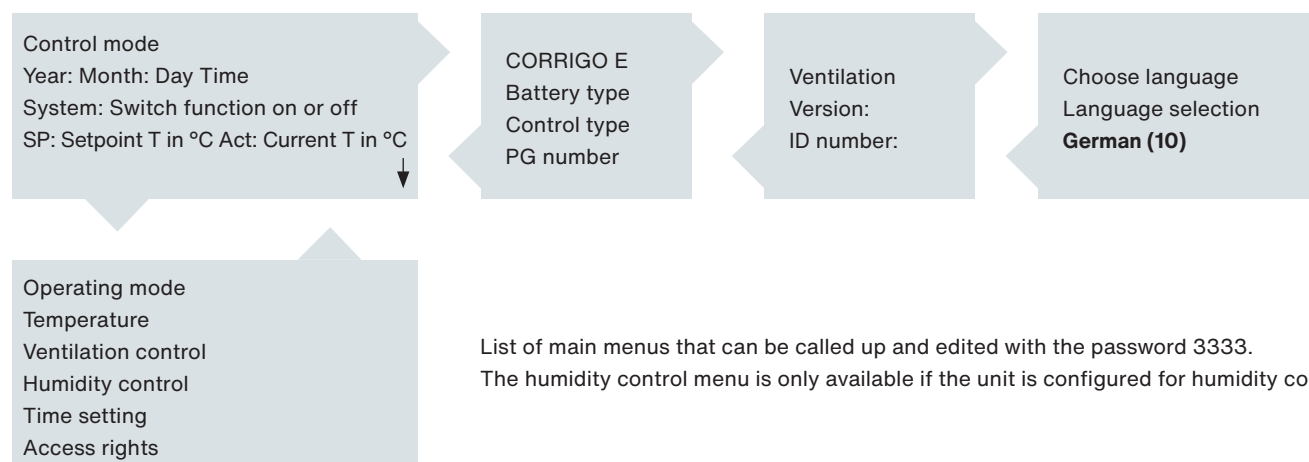 Control mode
Year: Month: Day Time
System: Switch function on or off
SP: Setpoint T in °C Act: Current T in °C
CORRIGO E
Battery type
Control type
PG number
Ventilation
Version:
ID number:
Choose language
Language selection
German (10)
Operating mode
Temperature
Ventilation control
Humidity control
Time setting
Access rights
List of main menus that can be called up and edited with the password 3333.
The humidity control menu is only available if the unit is configured for humidity